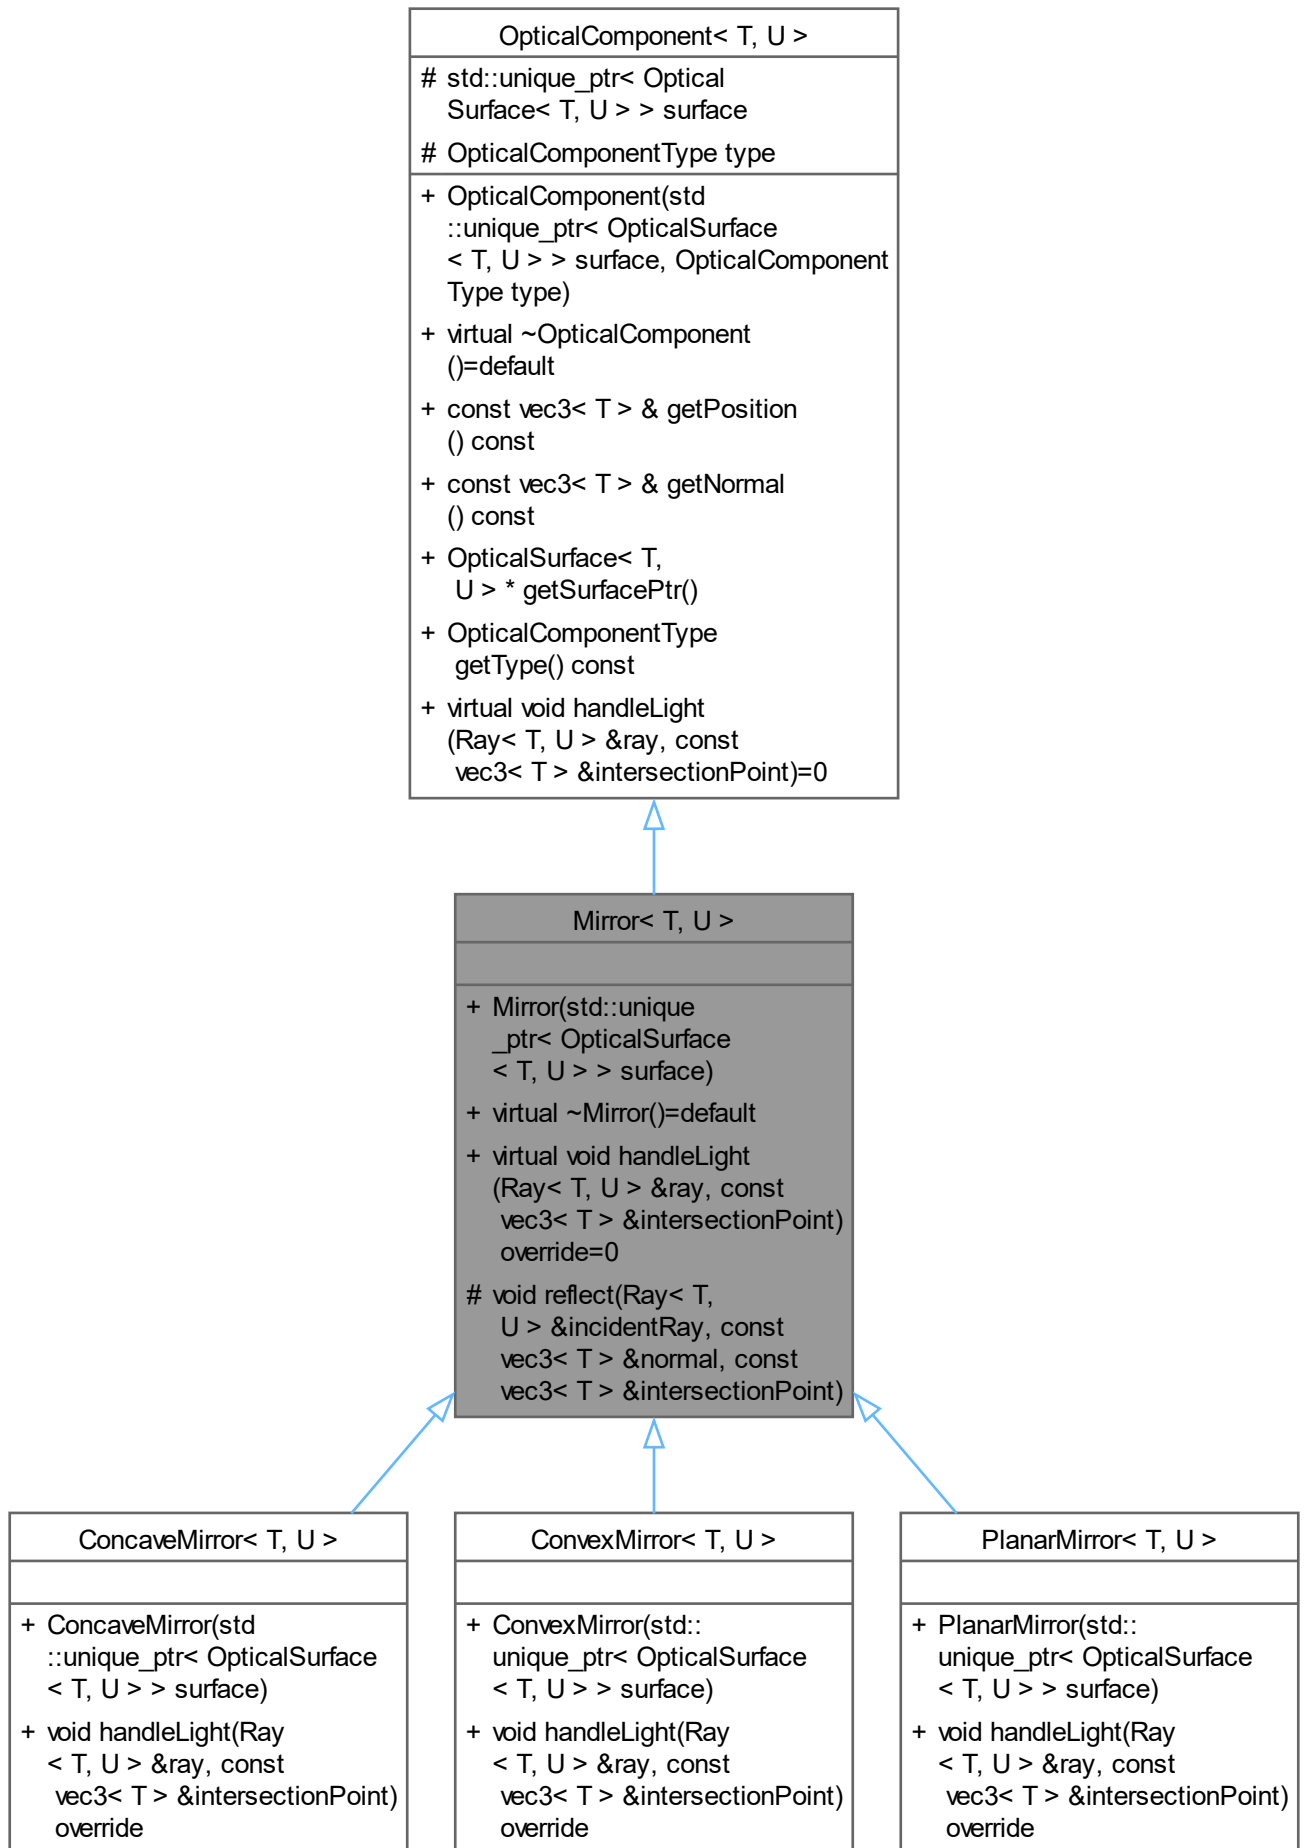 OpticalComponent< T, U >
# std::unique_ptr< Optical
Surface< T, U > > surface
# OpticalComponentType type
+ OpticalComponent(std
::unique_ptr< OpticalSurface
< T, U > > surface, OpticalComponent
Type type)
+ virtual ~OpticalComponent
()=default
+ const vec3< T > & getPosition
() const
+ const vec3< T > & getNormal
() const
+ OpticalSurface< T,
U > * getSurfacePtr()
+ OpticalComponentType
getType() const
+ virtual void handleLight
(Ray< T, U > &ray, const
vec3< T > &intersectionPoint)=0
Mirror< T, U >
+ Mirror(std::unique
_ptr< OpticalSurface
< T, U > > surface)
+ virtual ~Mirror()=default
+ virtual void handleLight
(Ray< T, U > &ray, const
vec3< T > &intersectionPoint)
override=0
# void reflect(Ray< T,
U > &incidentRay, const
vec3< T > &normal, const
vec3< T > &intersectionPoint)
ConcaveMirror< T, U >
+ ConcaveMirror(std
::unique_ptr< OpticalSurface
< T, U > > surface)
+ void handleLight(Ray
< T, U > &ray, const
vec3< T > &intersectionPoint)
override
ConvexMirror< T, U >
+ ConvexMirror(std::
unique_ptr< OpticalSurface
< T, U > > surface)
+ void handleLight(Ray
< T, U > &ray, const
vec3< T > &intersectionPoint)
override
PlanarMirror< T, U >
+ PlanarMirror(std::
unique_ptr< OpticalSurface
< T, U > > surface)
+ void handleLight(Ray
< T, U > &ray, const
vec3< T > &intersectionPoint)
override